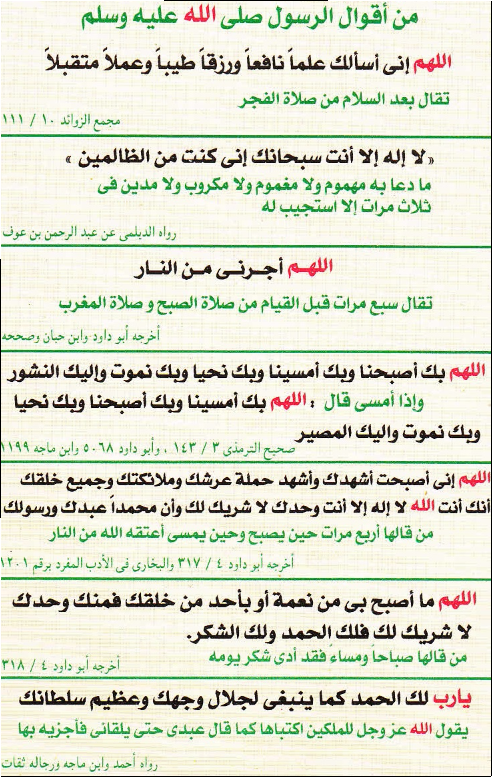 من أقوال الرسول صلى الله عليه وسلم
اللهم إنى أسألك علماً نافعاً ورزقاً طيباً وعملاً متقبلاً
تقال بعد السلام من صلاة الفجر
مجمع الزوائد ١٠ / ١١١
« لا إله إلا أنت سبحانك إنى كنت من الظالمين »
ما دعا به مهموم ولا مغموم ولا مكروب ولا مدين فى
ثلاث مرات إلا استجيب له
رواه الديلمى عن عبد الرحمن بن عوف
اللهم أجرنى من النار
تقال سبع مرات قبل القيام من صلاة الصبح و صلاة المغرب
أخرجه أبو داود وابن حبان وصححه
اللهم بك أصبحنا وبك أمسينا وبك نحيا وبك نموت واليك النشور
وإذا أمسى قال : اللهم بك أمسينا وبك أصبحنا وبك نحيا
وبك نموت واليك المصير
صحيح الترمذى ٣ / ١٤٣ ، وأبو داود ٥٠٦٨ وابن ماجه ١١٩٩
اللهم إنى أصبحت أشهدك وأشهد حملة عرشك وملائكتك وجميع خلقك
أنك أنت الله لا إله إلا أنت وحدك لا شريك لك وأن محمداً عبدك ورسولك
من قالها أربع مرات حين يصبح وحين يمسى أعتقه الله من النار
أخرجه أبو داود ٤ / ٣١٧ والبخارى فى الأدب المفرد برقم ١٢٠١
اللهم ما أصبح بى من نعمة أو بأحد من خلقك فمنك وحدك
لا شريك لك فلك الحمد ولك الشكر.
من قالها صباحاً ومساءً فقد أدى شكر يومه
أخرجه أبو داود ٤ / ٣١٨
يارب لك الحمد كما ينبغى لجلال وجهك وعظيم سلطانك
يقول الله عز وجل للملكين اكتباها كما قال عبدى حتى يلقانى فأجزيه بها
رواه أحمد وابن ماجه ورجاله ثقات